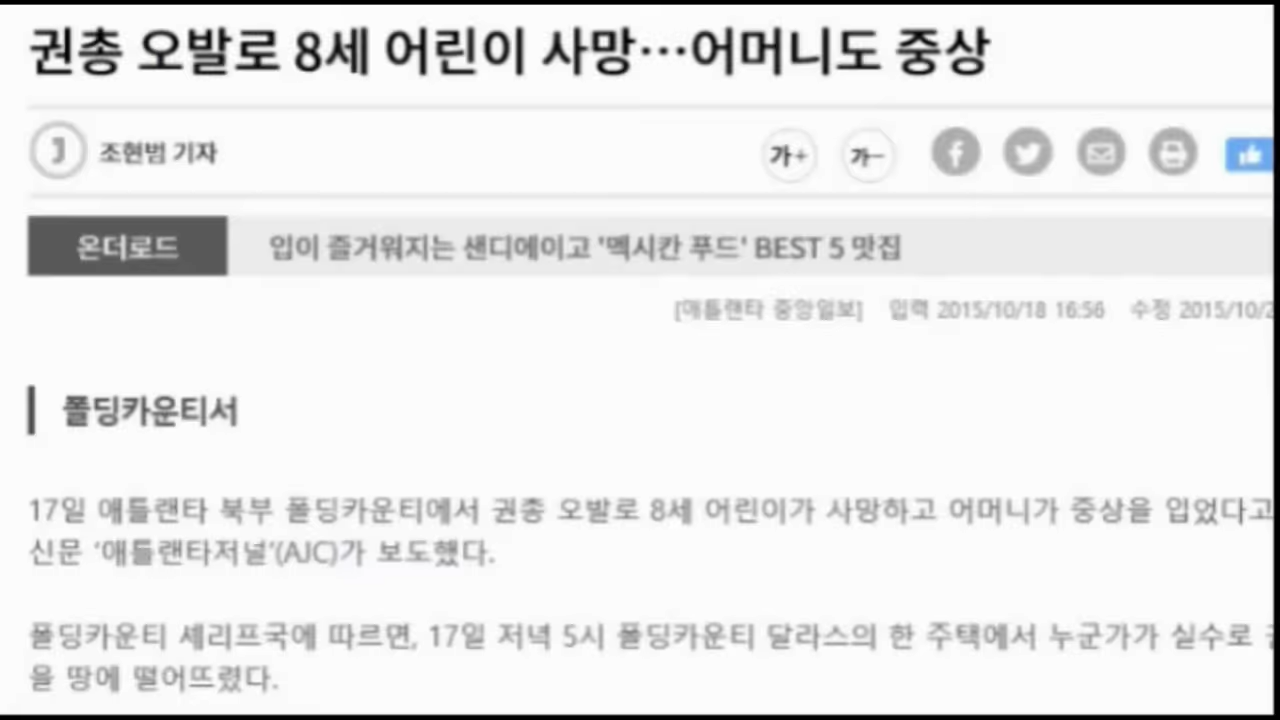 권총 오발로 8세 어린이 사망…어머니도 중상
조현범 기자
가+ 가-
온더로드 입이 즐거워지는 샌디에이고 '멕시칸 푸드' BEST 5 맛집
[애틀랜타 중앙일보] 입력 2015/10/18 16:56 수정 2015/10/2
폴딩카운티서
17일 애틀랜타 북부 폴딩카운티에서 권총 오발로 8세 어린이가 사망하고 어머니가 중상을 입었다고
신문 ‘애틀랜타저널’(AJC)가 보도했다.
폴딩카운티 셰리프국에 따르면, 17일 저녁 5시 폴딩카운티 달라스의 한 주택에서 누군가가 실수로
을 땅에 떨어뜨렸다.